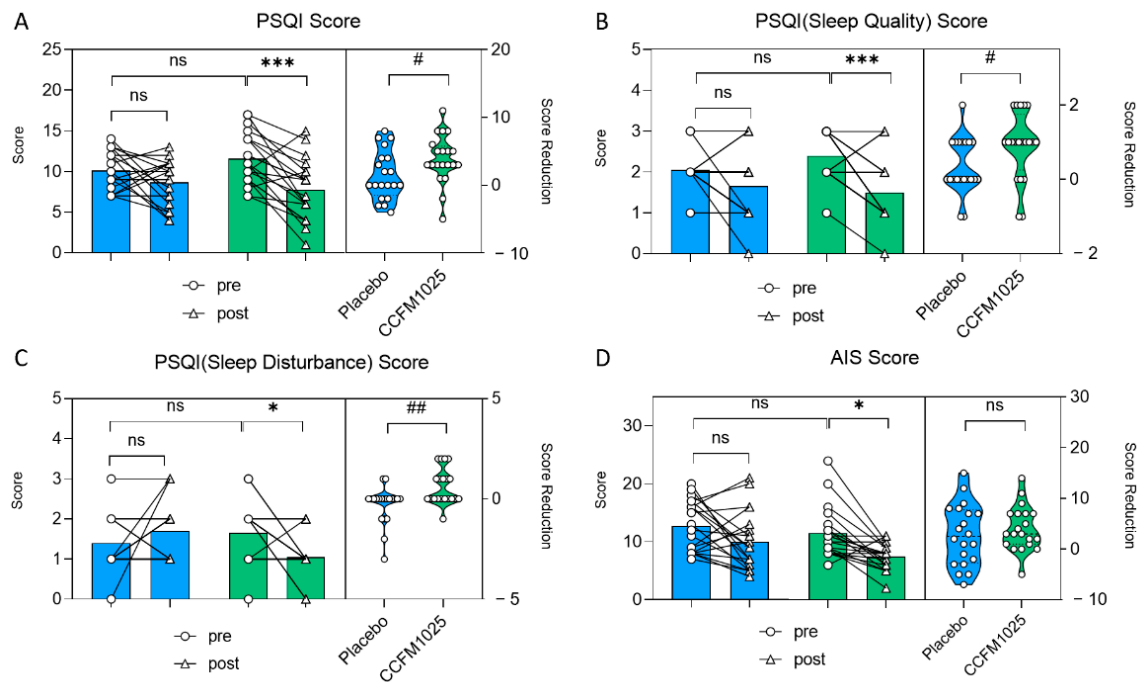 A
PSQI Score
25
20
15
10
5
0
Score
ns
***
ns
#
20
10
0
−10
Score Reduction
pre
post
Placebo
CCFM1025
B
PSQI(Sleep Quality) Score
5
4
3
2
1
0
Score
ns
***
ns
#
2
0
−2
Score Reduction
pre
post
Placebo
CCFM1025
C
PSQI(Sleep Disturbance) Score
5
4
3
2
1
0
Score
ns
*
ns
##
5
0
−5
Score Reduction
pre
post
Placebo
CCFM1025
D
AIS Score
30
20
10
0
Score
ns
*
ns
ns
30
20
10
0
−10
Score Reduction
pre
post
Placebo
CCFM1025